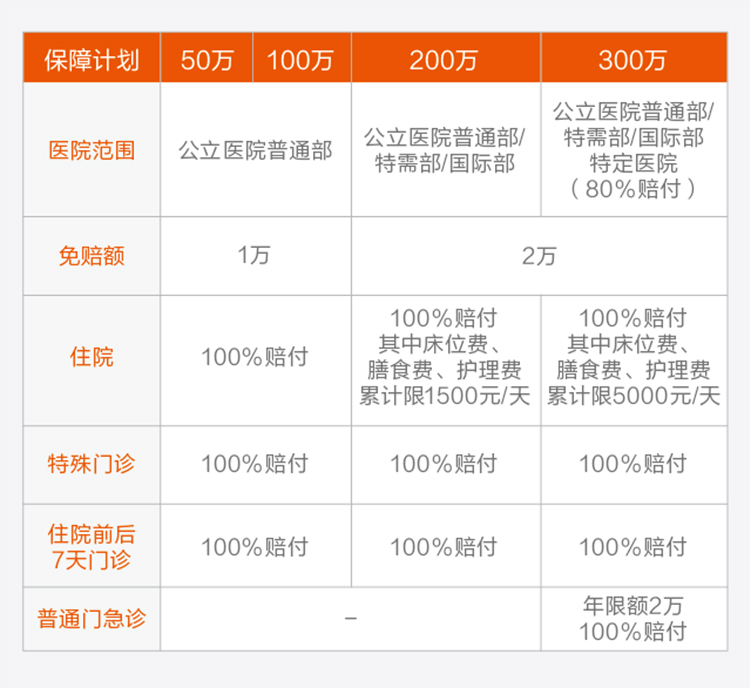 保障计划
50万
100万
200万
300万
医院范围
公立医院普通部
公立医院普通部/
特需部/国际部
公立医院普通部/
特需部/国际部
特定医院
（80%赔付）
免赔额
1万
2万
住院
100%赔付
100%赔付
其中床位费、
膳食费、护理费
累计限1500元/天
100%赔付
其中床位费、
膳食费、护理费
累计限5000元/天
特殊门诊
100%赔付
100%赔付
100%赔付
住院前后
7天门诊
100%赔付
100%赔付
100%赔付
普通门急诊
–
年限额2万
100%赔付